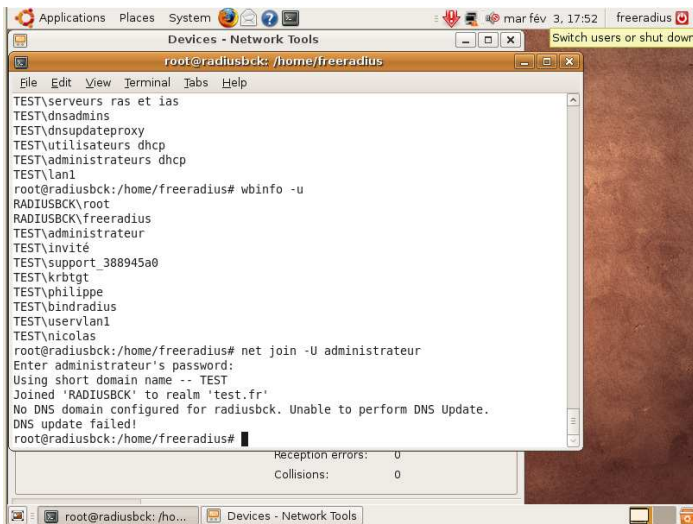 Applications Places System mar fév 3, 17:52 freeradius
Devices - Network Tools
Switch users or shut down
root@radiusbck: /home/freeradius
File Edit View Terminal Tabs Help
TEST\serveurs ras et ias
TEST\dnsadmins
TEST\dnsupdateproxy
TEST\utilisateurs dhcp
TEST\administrateurs dhcp
TEST\lan1
root@radiusbck:/home/freeradius# wbinfo -u
RADIUSBCK\root
RADIUSBCK\freeradius
TEST\administrateur
TEST\invité
TEST\support_388945a0
TEST\krbtgt
TEST\philippe
TEST\bindradius
TEST\uservlan1
TEST\nicolas
root@radiusbck:/home/freeradius# net join -U administrateur
Enter administrateur's password:
Using short domain name -- TEST
Joined 'RADIUSBCK' to realm 'test.fr'
No DNS domain configured for radiusbck. Unable to perform DNS Update.
DNS update failed!
root@radiusbck:/home/freeradius#
Reception errors: 0
Collisions: 0
root@radiusbck: /ho... Devices - Network Tools